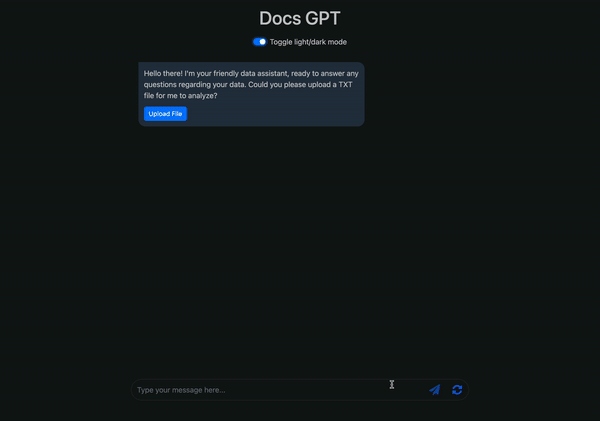 Docs GPT
Toggle light/dark mode
Hello there! I'm your friendly data assistant, ready to answer any
questions regarding your data. Could you please upload a TXT
file for me to analyze?
Upload File
Type your message here...